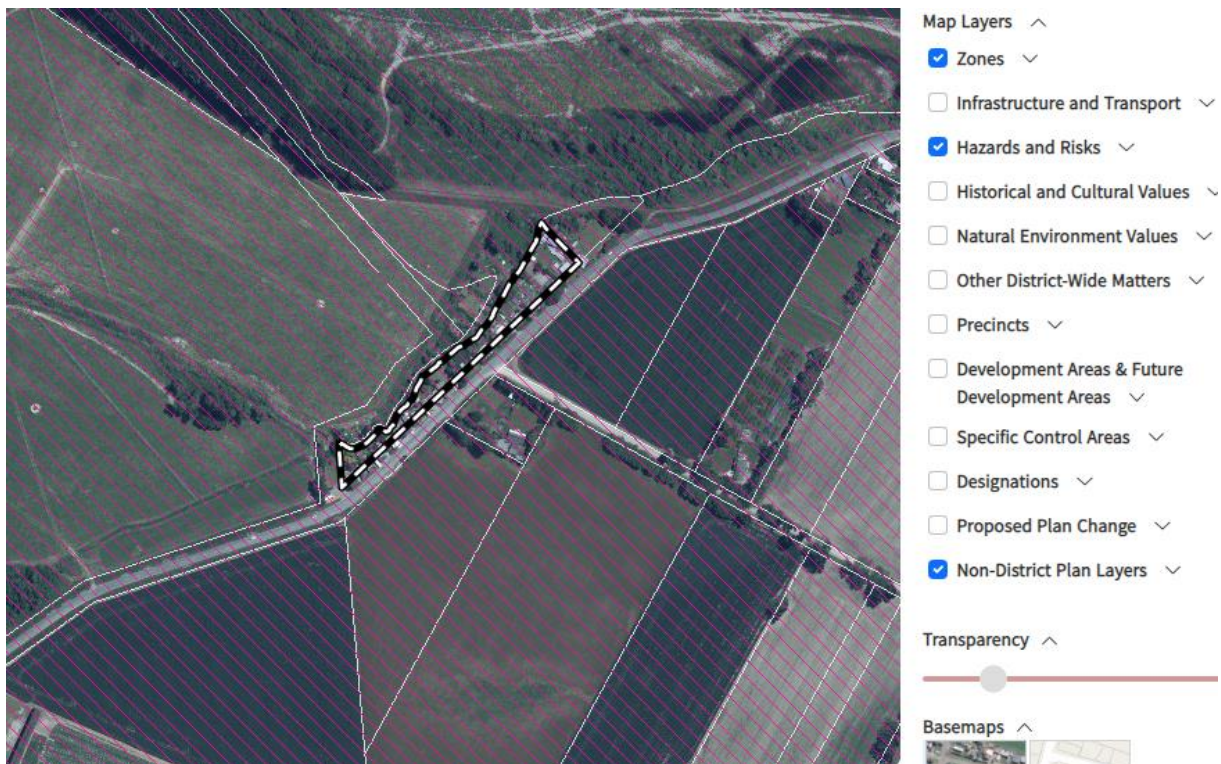 Map Layers
Zones
Infrastructure and Transport
Hazards and Risks
Historical and Cultural Values
Natural Environment Values
Other District-Wide Matters
Precincts
Development Areas & Future
Development Areas
Specific Control Areas
Designations
Proposed Plan Change
Non-District Plan Layers
Transparency
Basemaps